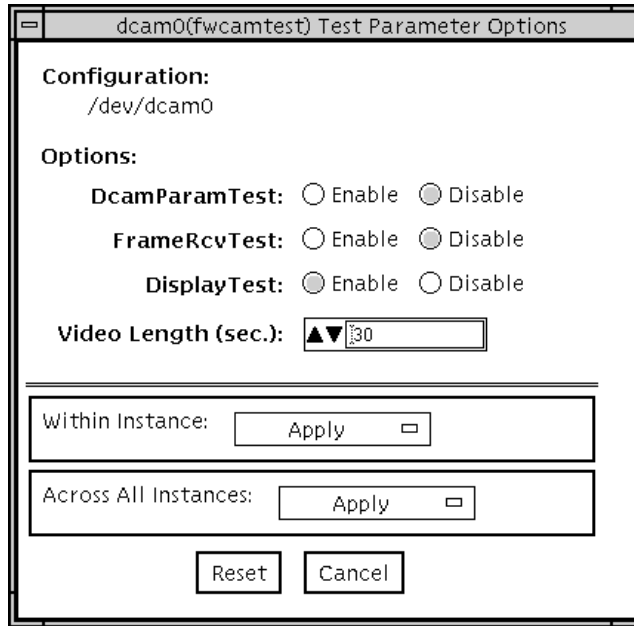 dcam0(fwcamtest) Test Parameter Options
Configuration:
/dev/dcam0
Options:
DcamParamTest: Enable Disable
FrameRcvTest: Enable Disable
DisplayTest: Enable Disable
Video Length (sec.): 30
Within Instance: Apply
Across All Instances: Apply
Reset Cancel